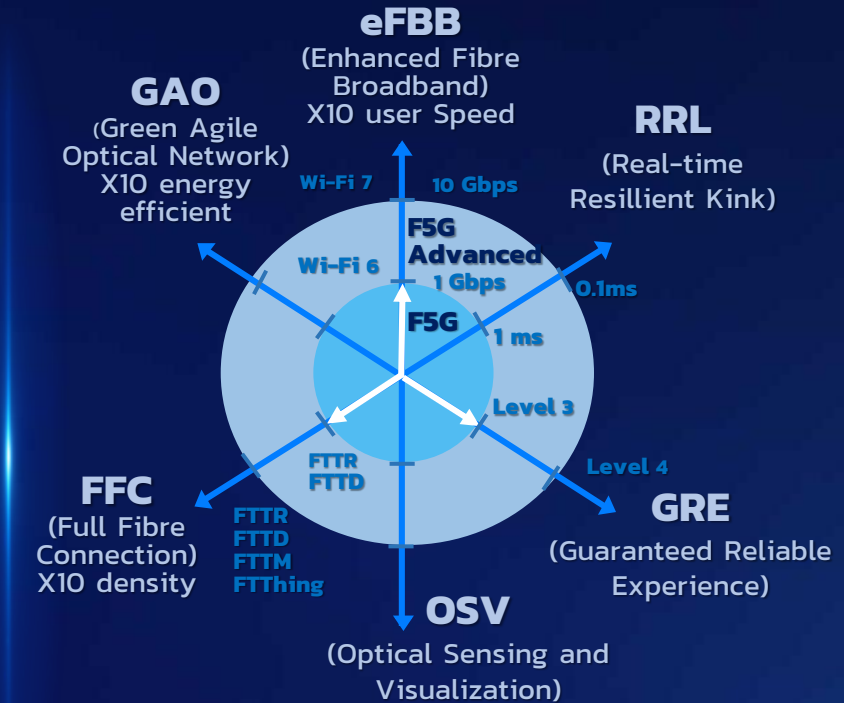 eFBB
(Enhanced Fibre
Broadband)
X10 user Speed
GAO
(Green Agile
Optical Network)
X10 energy
efficient
RRL
(Real-time
Resillient Kink)
Wi-Fi 7
10 Gbps
F5G
Advanced
Wi-Fi 6
1 Gbps
0.1ms
F5G
1 ms
Level 3
Level 4
FTTR
FTTD
FFC
(Full Fibre
Connection)
X10 density
FTTR
FTTD
FTTM
FTThing
GRE
(Guaranteed Reliable
Experience)
OSV
(Optical Sensing and
Visualization)